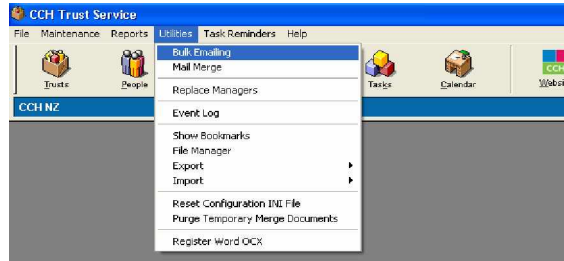 CCH Trust Service
File Maintenance Reports Utilities Task Reminders Help
Bulk Emailing
Mail Merge
Replace Managers
Event Log
Show Bookmarks
File Manager
Export
Import
Reset Configuration INI File
Purge Temporary Merge Documents
Register Word OCX
Trusts People Tasks Calendar
CCH
CCH NZ